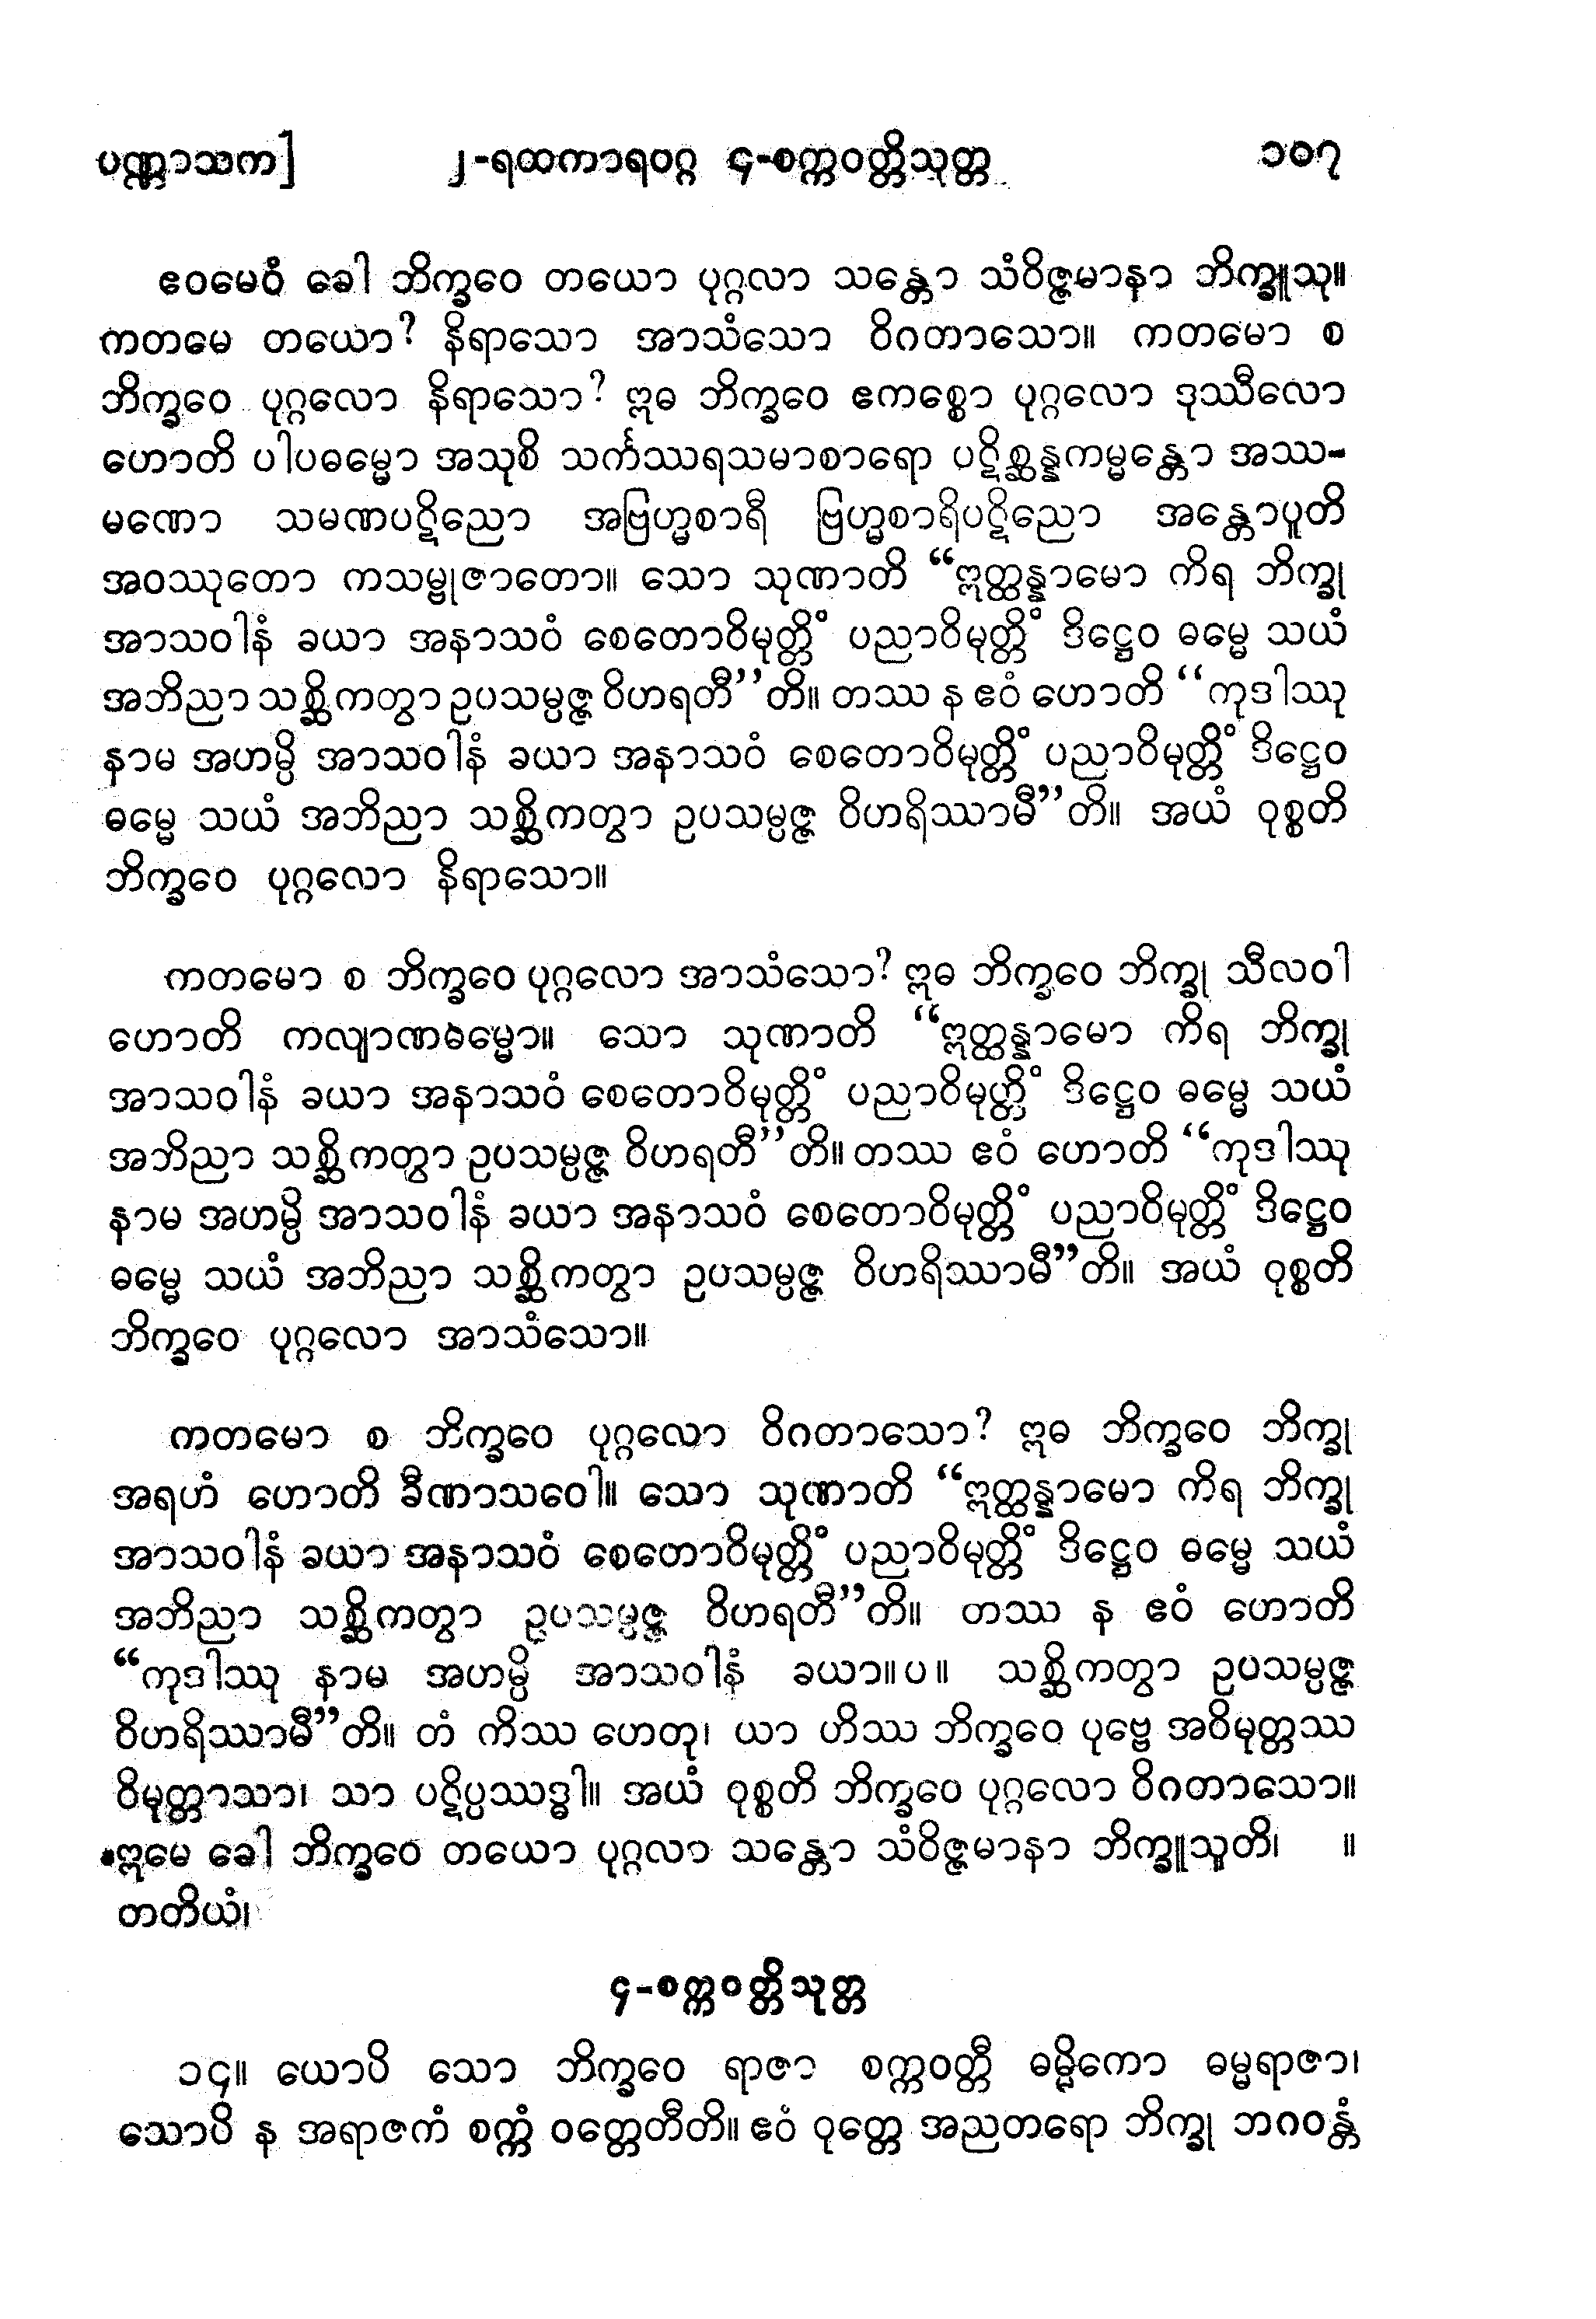 ပဏ္ဏာသက] ၂-ရထကာရဝဂ္ဂ ၄-စက္ကဝတ္တိသုတ္တ ၁၀၇
ဧဝမေဝံ ခေါ ဘိက္ခဝေ တယော ပုဂ္ဂလာ သန္တော သံဝိဇ္ဇမာနာ ဘိက္ခူသု။
ကတမေ တယော? နိရာသော အာသံသော ဝိဂတာသော။ ကတမော စ
ဘိက္ခဝေ ပုဂ္ဂလော နိရာသော? ဣဓ ဘိက္ခဝေ ဧကစ္စော ပုဂ္ဂလော ဒုဿီလော
ဟောတိ ပါပဓမ္မော အသုစိ သင်္ကဿရသမာစာရော ပဋိစ္ဆန္နကမ္မန္တော အဿ-
မဏော သမဏပဋိညော အဗြဟ္မစာရီ ဗြဟ္မစာရိပဋိညော အန္တောပူတိ
အဝဿုတော ကသမ္ဗုဇာတော။ သော သုဏာတိ “ဣတ္ထန္နာမော ကိရ ဘိက္ခု
အာသဝါနံ ခယာ အနာသဝံ စေတောဝိမုတ္တိံ ပညာဝိမုတ္တိံ ဒိဋ္ဌေဝ ဓမ္မေ သယံ
အဘိညာ သစ္ဆိကတွာ ဥပသမ္ပဇ္ဇ ဝိဟရတီ”တိ။ တဿ န ဧဝံ ဟောတိ “ကုဒါဿု
နာမ အဟမ္ပိ အာသဝါနံ ခယာ အနာသဝံ စေတောဝိမုတ္တိံ ပညာဝိမုတ္တိံ ဒိဋ္ဌေဝ
ဓမ္မေ သယံ အဘိညာ သစ္ဆိကတွာ ဥပသမ္ပဇ္ဇ ဝိဟရိဿာမီ”တိ။ အယံ ဝုစ္စတိ
ဘိက္ခဝေ ပုဂ္ဂလော နိရာသော။
ကတမော စ ဘိက္ခဝေ ပုဂ္ဂလော အာသံသော? ဣဓ ဘိက္ခဝေ ဘိက္ခု သီလဝါ
ဟောတိ ကလျာဏဓမ္မော။ သော သုဏာတိ “ဣတ္ထန္နာမော ကိရ ဘိက္ခု
အာသဝါနံ ခယာ အနာသဝံ စေတောဝိမုတ္တိံ ပညာဝိမုတ္တိံ ဒိဋ္ဌေဝ ဓမ္မေ သယံ
အဘိညာ သစ္ဆိကတွာ ဥပသမ္ပဇ္ဇ ဝိဟရတီ”တိ။ တဿ ဧဝံ ဟောတိ “ကုဒါဿု
နာမ အဟမ္ပိ အာသဝါနံ ခယာ အနာသဝံ စေတောဝိမုတ္တိံ ပညာဝိမုတ္တိံ ဒိဋ္ဌေဝ
ဓမ္မေ သယံ အဘိညာ သစ္ဆိကတွာ ဥပသမ္ပဇ္ဇ ဝိဟရိဿာမီ”တိ။ အယံ ဝုစ္စတိ
ဘိက္ခဝေ ပုဂ္ဂလော အာသံသော။
ကတမော စ ဘိက္ခဝေ ပုဂ္ဂလော ဝိဂတာသော? ဣဓ ဘိက္ခဝေ ဘိက္ခု
အရဟံ ဟောတိ ခီဏာသဝေါ။ သော သုဏာတိ “ဣတ္ထန္နာမော ကိရ ဘိက္ခု
အာသဝါနံ ခယာ အနာသဝံ စေတောဝိမုတ္တိံ ပညာဝိမုတ္တိံ ဒိဋ္ဌေဝ ဓမ္မေ သယံ
အဘိညာ သစ္ဆိကတွာ ဥပသမ္ပဇ္ဇ ဝိဟရတီ”တိ။ တဿ န ဧဝံ ဟောတိ
“ကုဒါဿု နာမ အဟမ္ပိ အာသဝါနံ ခယာ။ပ။ သစ္ဆိကတွာ ဥပသမ္ပဇ္ဇ
ဝိဟရိဿာမီ”တိ။ တံ ကိဿ ဟေတု၊ ယာ ဟိဿ ဘိက္ခဝေ ပုဗ္ဗေ အဝိမုတ္တဿ
ဝိမုတ္တာသာ၊ သာ ပဋိပ္ပဿဒ္ဓါ။ အယံ ဝုစ္စတိ ဘိက္ခဝေ ပုဂ္ဂလော ဝိဂတာသော။
ဣမေ ခေါ ဘိက္ခဝေ တယော ပုဂ္ဂလာ သန္တော သံဝိဇ္ဇမာနာ ဘိက္ခူသူတိ၊ ။
တတိယံ၊
၄-စက္ကဝတ္တိသုတ္တ
၁၄။ ယောပိ သော ဘိက္ခဝေ ရာဇာ စက္ကဝတ္တီ ဓမ္မိကော ဓမ္မရာဇာ၊
သောပိ န အရာဇကံ စက္ကံ ဝတ္တေတီတိ။ ဧဝံ ဝုတ္တေ အညတရော ဘိက္ခု ဘဂဝန္တံ